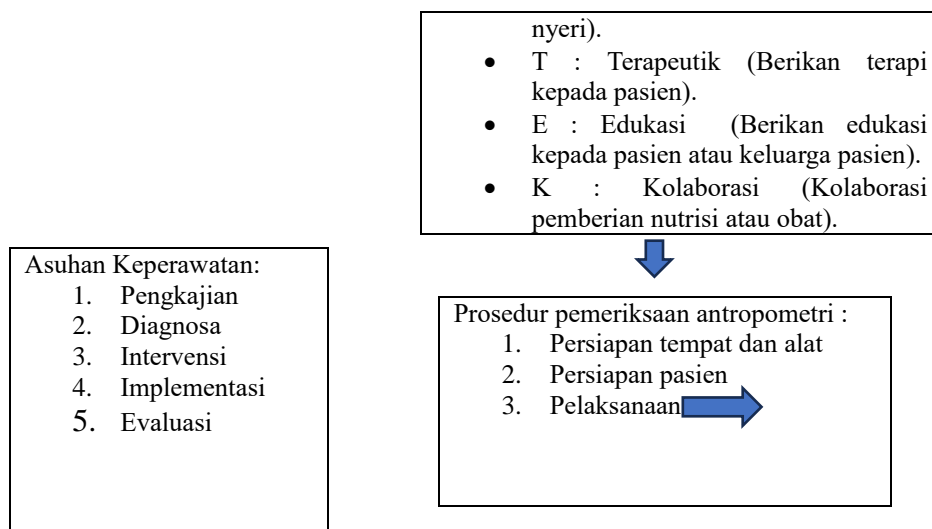 nyeri).
• T : Terapeutik (Berikan terapi
kepada pasien).
• E : Edukasi (Berikan edukasi
kepada pasien atau keluarga pasien).
• K : Kolaborasi (Kolaborasi
pemberian nutrisi atau obat).
Asuhan Keperawatan:
1. Pengkajian
2. Diagnosa
3. Intervensi
4. Implementasi
5. Evaluasi
Prosedur pemeriksaan antropometri :
1. Persiapan tempat dan alat
2. Persiapan pasien
3. Pelaksanaan